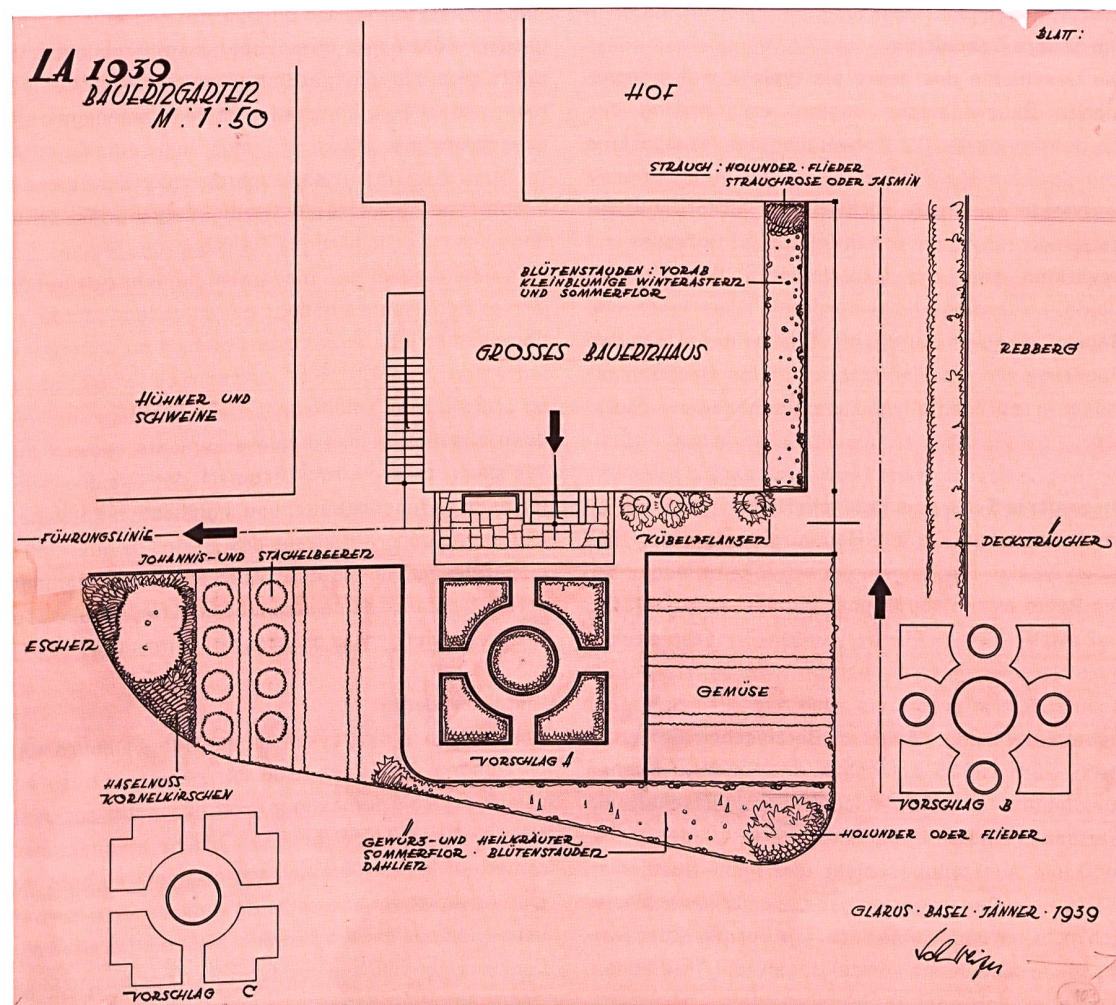 LA 1939
BAUERNGARTEN
M : 1 : 50
BLATT :
HOF
STRAUCH : HOLUNDER · FLIEDER
STRAUCHROSE ODER JASMIN
BLÜTENSTAUDEN : VORAB
KLEINBLUMIGE WINTERASTERN
UND SOMMERFLOR
GROSSES BAUERNHAUS
REBBERG
HÜHNER UND
SCHWEINE
FÜHRUNGSLINIE
KÜBELPFLANZEN
DECKSTRÄUCHER
JOHANNIS- UND STACHELBEEREN
ESCHEN
GEMÜSE
VORSCHLAG A
HASELNUSS
KORNELKIRSCHEN
VORSCHLAG B
HOLUNDER ODER FLIEDER
GEWÜRZ- UND HEILKRÄUTER
SOMMERFLOR · BLÜTENSTAUDEN
DAHLIEN
GLARUS · BASEL · JÄNNER · 1939
VORSCHLAG C